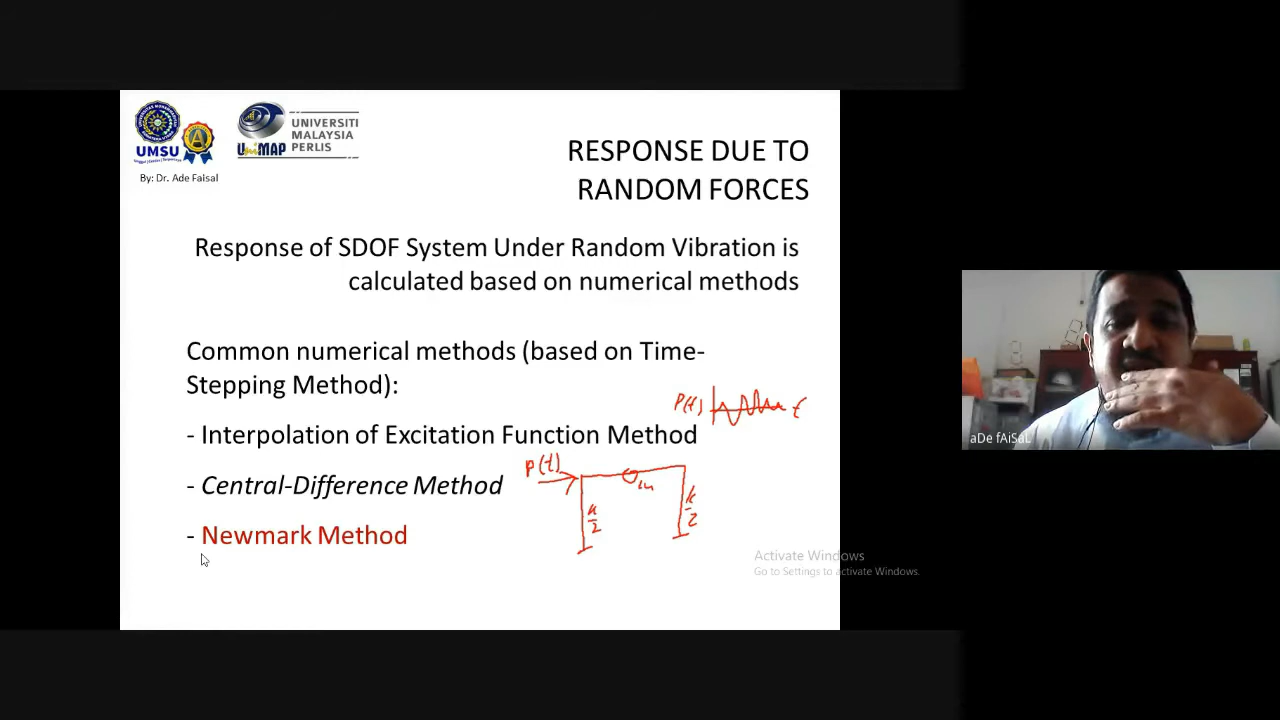 UMSU
A
UniMAP
UNIVERSITI
MALAYSIA
PERLIS
By: Dr. Ade Faisal
RESPONSE DUE TO
RANDOM FORCES
Response of SDOF System Under Random Vibration is
calculated based on numerical methods
Common numerical methods (based on Time-
Stepping Method):
- Interpolation of Excitation Function Method
- Central-Difference Method
- Newmark Method
P(t)
t
P(t)
m
k/2
k/2
aDe fAiSaL
Activate Windows
Go to Settings to activate Windows.